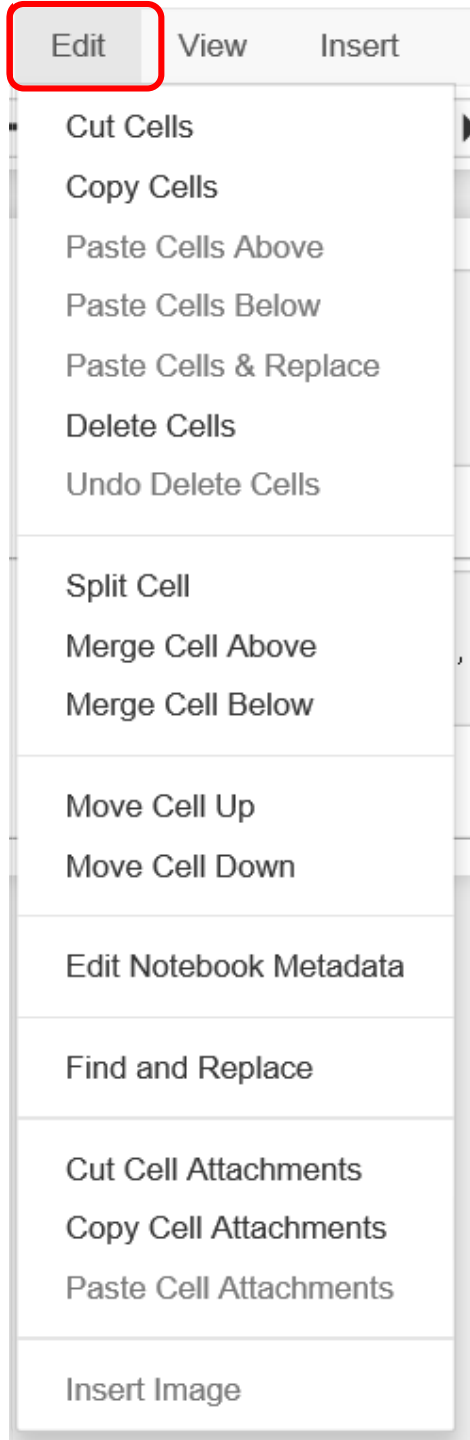 Edit View Insert
Cut Cells
Copy Cells
Paste Cells Above
Paste Cells Below
Paste Cells & Replace
Delete Cells
Undo Delete Cells
Split Cell
Merge Cell Above
Merge Cell Below
Move Cell Up
Move Cell Down
Edit Notebook Metadata
Find and Replace
Cut Cell Attachments
Copy Cell Attachments
Paste Cell Attachments
Insert Image